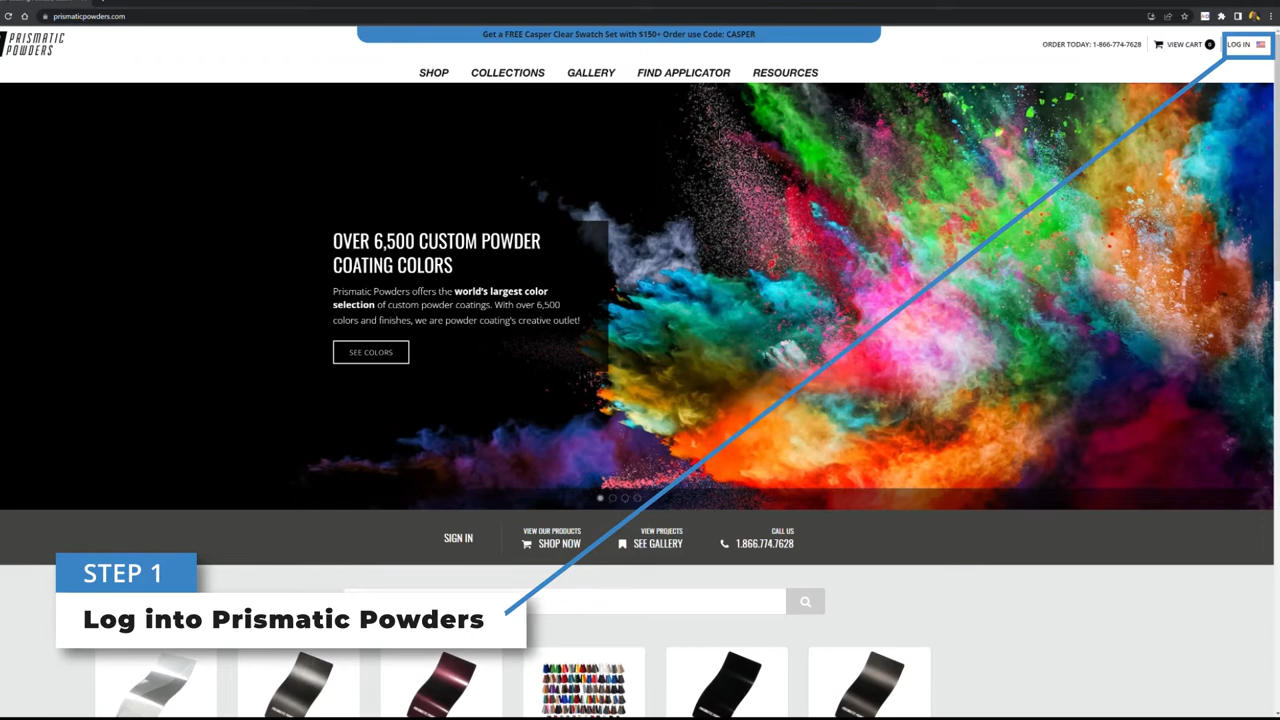 prismaticpowders.com
Get a FREE Casper Clear Swatch Set with $150+ Order use Code: CASPER
PRISMATIC
POWDERS
ORDER TODAY: 1-866-774-7628
VIEW CART 0
LOG IN
SHOP
COLLECTIONS
GALLERY
FIND APPLICATOR
RESOURCES
OVER 6,500 CUSTOM POWDER
COATING COLORS
Prismatic Powders offers the world's largest color
selection of custom powder coatings. With over 6,500
colors and finishes, we are powder coating's creative outlet!
SEE COLORS
SIGN IN
VIEW OUR PRODUCTS
SHOP NOW
VIEW PROJECTS
SEE GALLERY
CALL US
1.866.774.7628
STEP 1
Log into Prismatic Powders